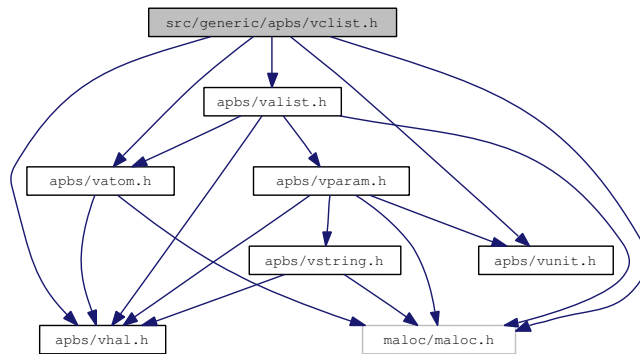 src/generic/apbs/vclist.h
apbs/valist.h
apbs/vatom.h
apbs/vparam.h
apbs/vstring.h
apbs/vunit.h
apbs/vhal.h
maloc/maloc.h